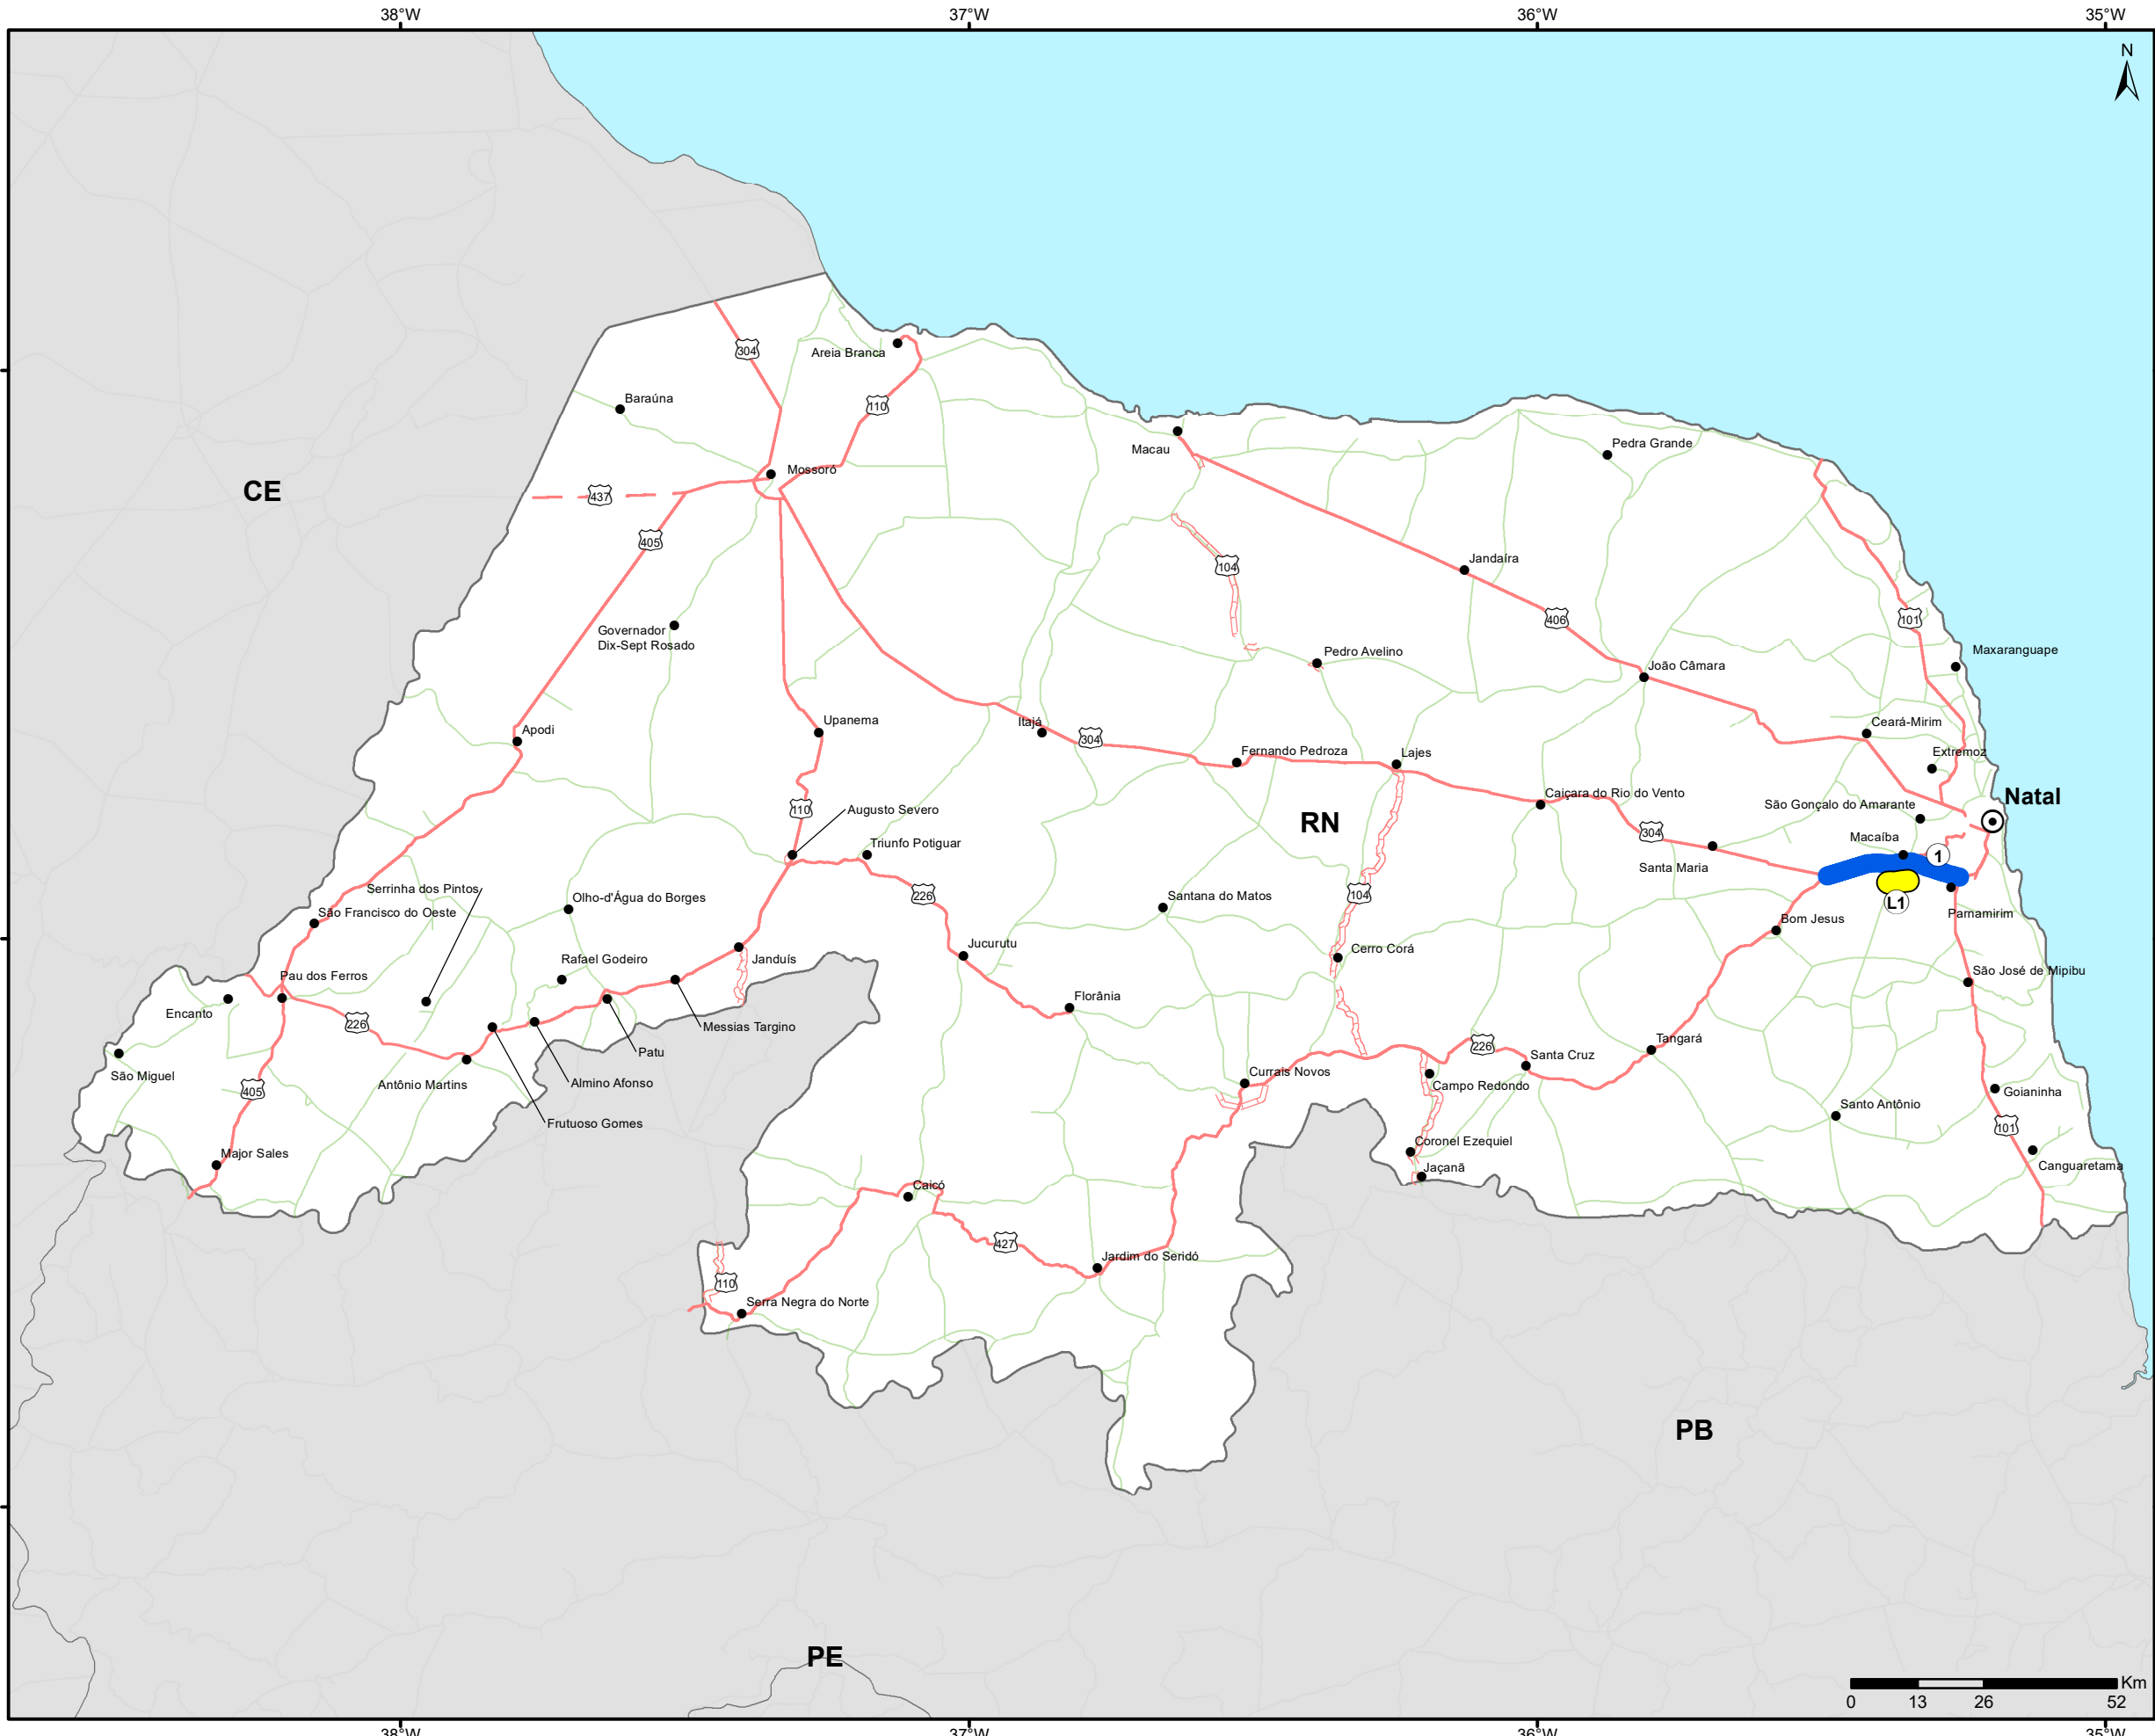 38°W
37°W
36°W
35°W
N
304
Areia Branca
110
Baraúna
Macau
Pedra Grande
Mossoró
CE
437
405
104
Jandaíra
406
101
Governador
Dix-Sept Rosado
Pedro Avelino
Maxaranguape
João Câmara
Apodi
Upanema
Itajá
304
Ceará-Mirim
Fernando Pedroza
Lajes
Extremoz
Caiçara do Rio do Vento
Natal
110
Augusto Severo
São Gonçalo do Amarante
RN
304
Macaíba
Triunfo Potiguar
1
Santa Maria
Serrinha dos Pintos
226
Olho-d'Água do Borges
Santana do Matos
104
L1
São Francisco do Oeste
Parnamirim
Bom Jesus
Jucurutu
Cerro Corá
Rafael Godeiro
Janduís
Pau dos Ferros
São José de Mipibu
Florânia
Encanto
226
Messias Targino
Tangará
226
Patu
Santa Cruz
São Miguel
Currais Novos
Antônio Martins
Almino Afonso
Campo Redondo
405
Goianinha
Santo Antônio
Frutuoso Gomes
101
Coronel Ezequiel
Major Sales
Canguaretama
Jaçanã
Caicó
427
Jardim do Seridó
110
Serra Negra do Norte
PB
PE
Km
0
13
26
52
38°W
37°W
36°W
35°W